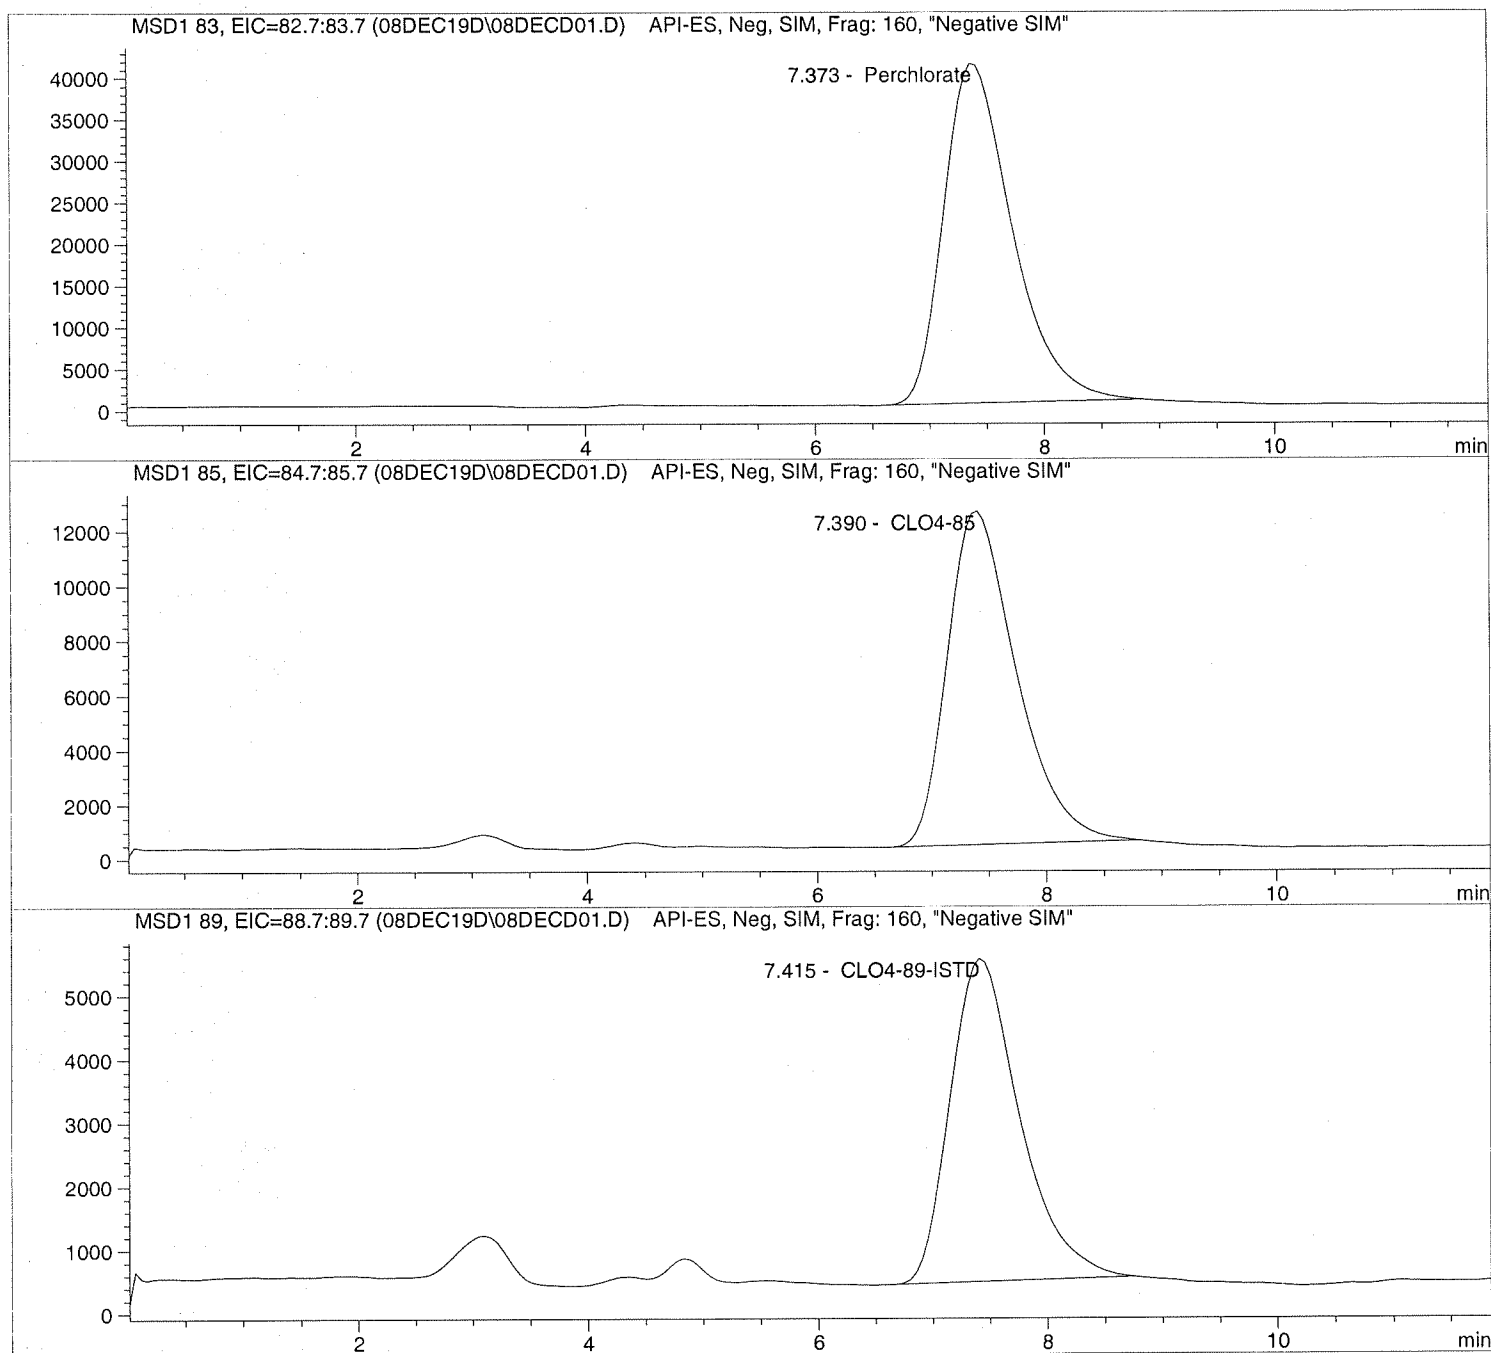 MSD1 83, EIC=82.7:83.7 (08DEC19D\08DECD01.D) API-ES, Neg, SIM, Frag: 160, "Negative SIM"
7.373 - Perchlorate
40000
35000
30000
25000
20000
15000
10000
5000
0
2 4 6 8 10 min
MSD1 85, EIC=84.7:85.7 (08DEC19D\08DECD01.D) API-ES, Neg, SIM, Frag: 160, "Negative SIM"
7.390 - CLO4-85
12000
10000
8000
6000
4000
2000
0
2 4 6 8 10 min
MSD1 89, EIC=88.7:89.7 (08DEC19D\08DECD01.D) API-ES, Neg, SIM, Frag: 160, "Negative SIM"
7.415 - CLO4-89-ISTD
5000
4000
3000
2000
1000
0
2 4 6 8 10 min